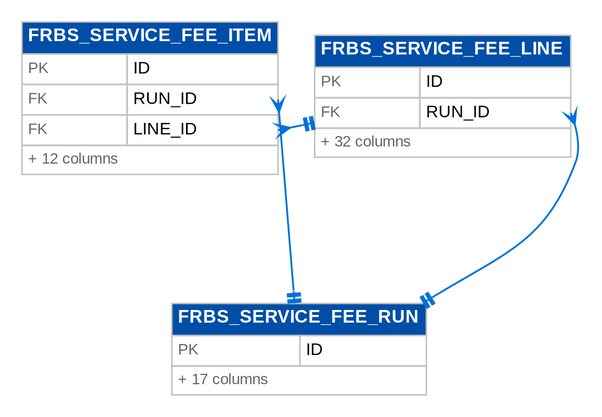 FRBS_SERVICE_FEE_ITEM
PK ID
FK RUN_ID
FK LINE_ID
+ 12 columns
FRBS_SERVICE_FEE_LINE
PK ID
FK RUN_ID
+ 32 columns
FRBS_SERVICE_FEE_RUN
PK ID
+ 17 columns